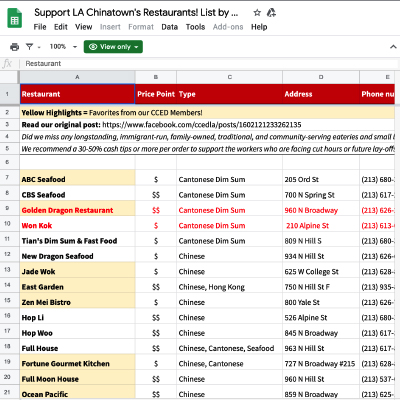 Support LA Chinatown's Restaurants! List by ...
File Edit View Insert Format Data Tools Add-ons Help
100% View only
fx Restaurant
A B C D E
1 Restaurant Price Point Type Address Phone nu
2 Yellow Highlights = Favorites from our CCED Members!
3 Read our original post: https://www.facebook.com/ccedla/posts/1602121233262135
4 Did we miss any longstanding, immigrant-run, family-owned, traditional, and community-serving eateries and small
5 We recommend a 30-50% cash tips or more per order to support the workers who are facing cut hours or future lay-off
6
7 ABC Seafood $ Cantonese Dim Sum 205 Ord St (213) 680-
8 CBS Seafood $$ Cantonese Dim Sum 700 N Spring St (213) 617-
9 Golden Dragon Restaurant $$ Cantonese Dim Sum 960 N Broadway (213) 626-
10 Won Kok $ Cantonese Dim Sum 210 Alpine St (213) 613-
11 Tian's Dim Sum & Fast Food $ Cantonese Dim Sum 809 N Hill S (213) 680-
12 New Dragon Seafood $ Chinese 934 N Hill St (213) 626-
13 Jade Wok $ Chinese 625 W College St (213) 628-
14 East Garden $$ Chinese, Hong Kong 750 N Hill St F (213) 935-
15 Zen Mei Bistro $ Chinese 800 Yale St (213) 626-
16 Hop Li $$ Chinese 526 Alpine St (213) 680-
17 Hop Woo $$ Chinese 845 N Broadway (213) 617-
18 Full House $$ Chinese, Cantonese, Seafood 963 N Hill St (213) 617-
19 Fortune Gourmet Kitchen $ Chinese, Cantonese 727 N Broadway #215 (213) 628-
20 Full Moon House $$ Chinese 960 N Hill St (213) 537-
21 Ocean Pacific $$ Chinese 859 N Broadway (213) 625-